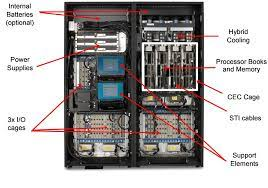 Internal
Batteries
(optional)
Power
Supplies
3x I/O
cages
Hybrid
Cooling
Processor Books
and Memory
CEC Cage
STI cables
Support
Elements